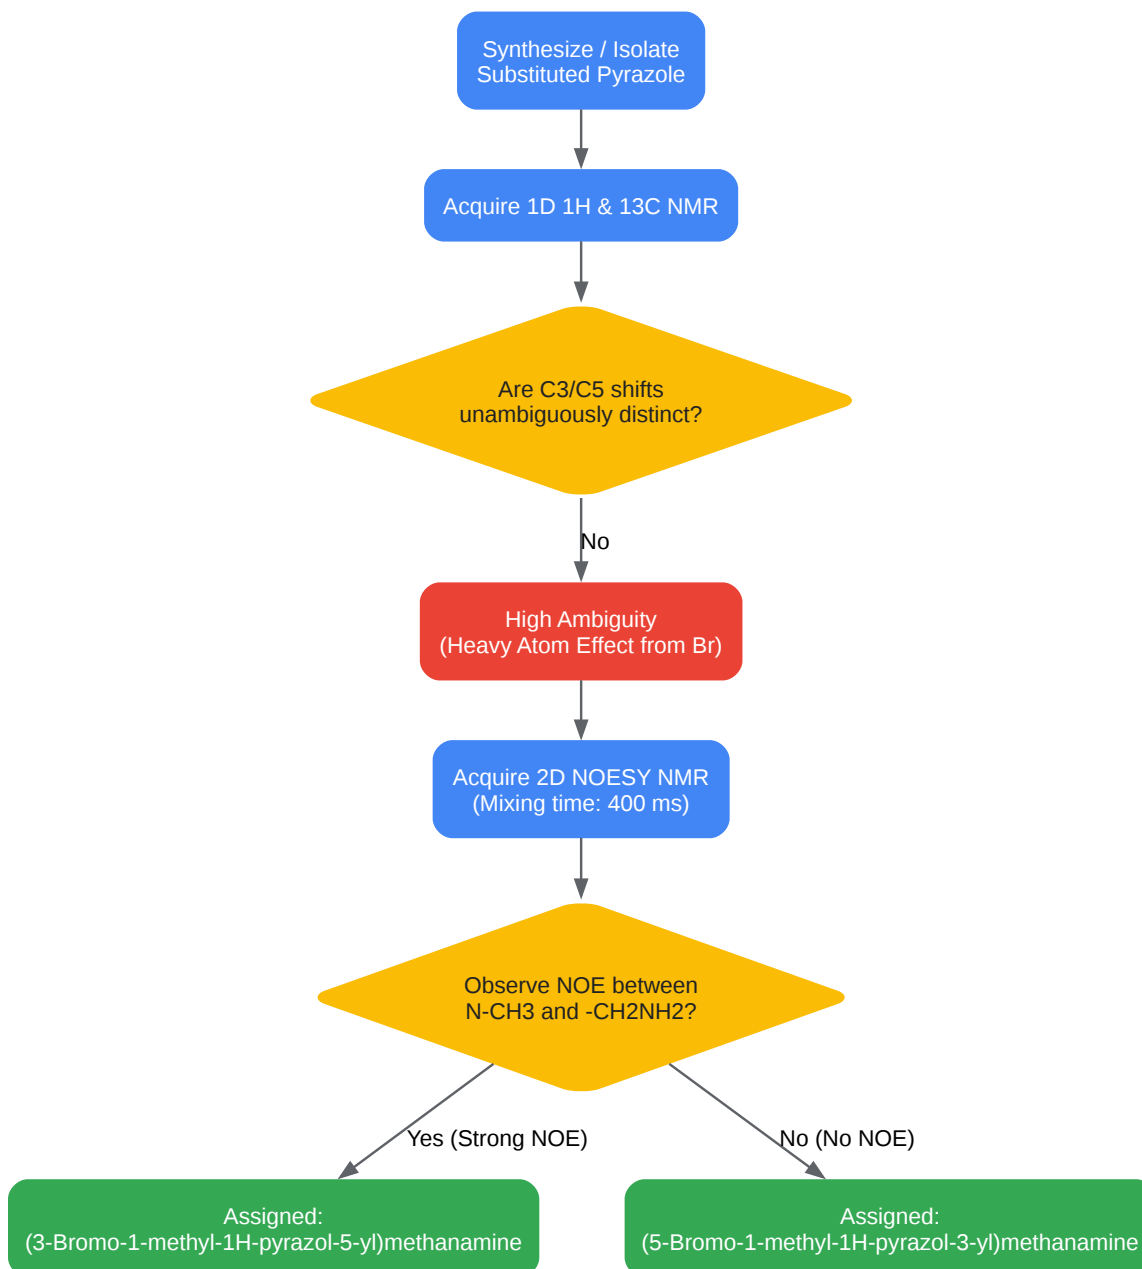 Synthesize / Isolate
Substituted Pyrazole
Acquire 1D 1H & 13C NMR
Are C3/C5 shifts
unambiguously distinct?
No
High Ambiguity
(Heavy Atom Effect from Br)
Acquire 2D NOESY NMR
(Mixing time: 400 ms)
Observe NOE between
N-CH3 and -CH2NH2?
Yes (Strong NOE)
No (No NOE)
Assigned:
(3-Bromo-1-methyl-1H-pyrazol-5-yl)methanamine
Assigned:
(5-Bromo-1-methyl-1H-pyrazol-3-yl)methanamine